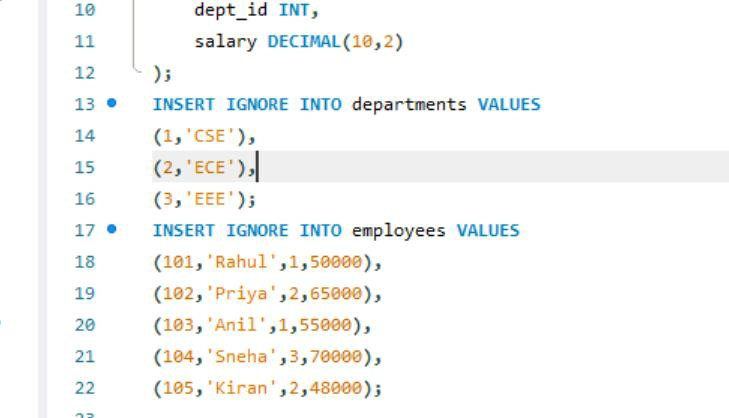 10 dept_id INT,
11 salary DECIMAL(10,2)
12 );
13 INSERT IGNORE INTO departments VALUES
14 (1,'CSE'),
15 (2,'ECE'),
16 (3,'EEE');
17 INSERT IGNORE INTO employees VALUES
18 (101,'Rahul',1,50000),
19 (102,'Priya',2,65000),
20 (103,'Anil',1,55000),
21 (104,'Sneha',3,70000),
22 (105,'Kiran',2,48000);
23